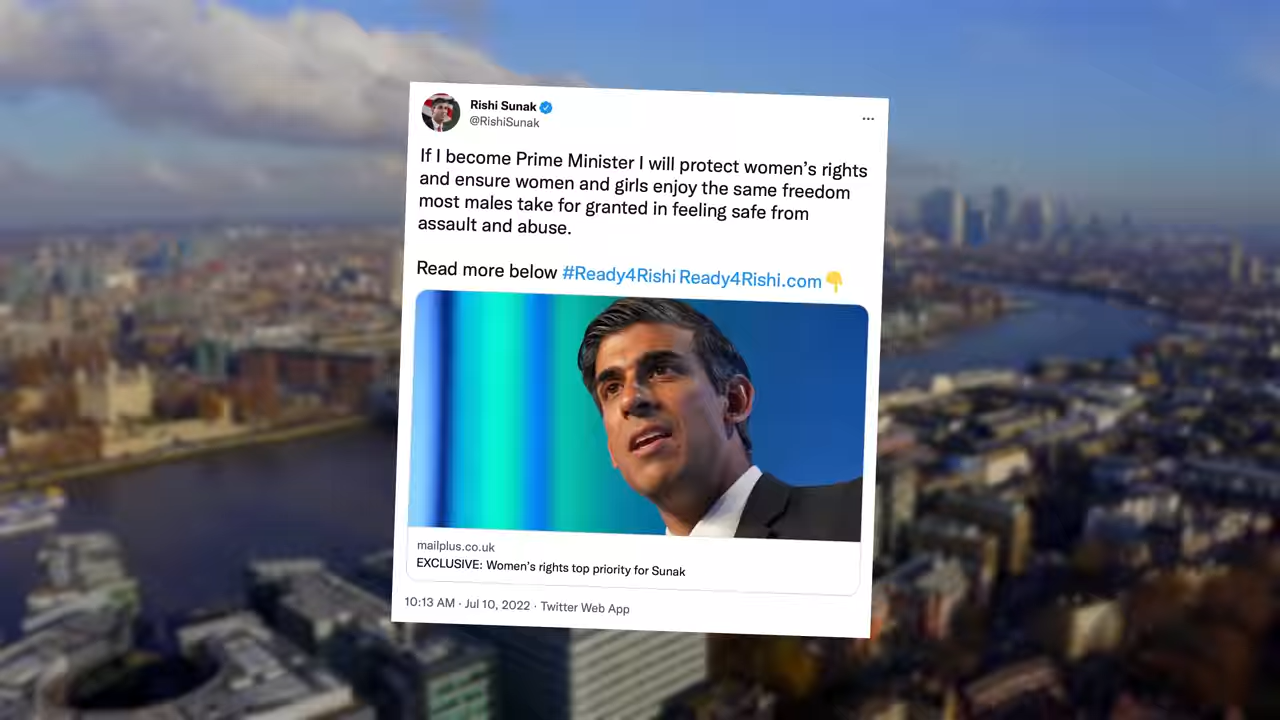 Rishi Sunak
@RishiSunak
If I become Prime Minister I will protect women’s rights
and ensure women and girls enjoy the same freedom
most males take for granted in feeling safe from
assault and abuse.
Read more below #Ready4Rishi Ready4Rishi.com👇
mailplus.co.uk
EXCLUSIVE: Women’s rights top priority for Sunak
10:13 AM · Jul 10, 2022 · Twitter Web App